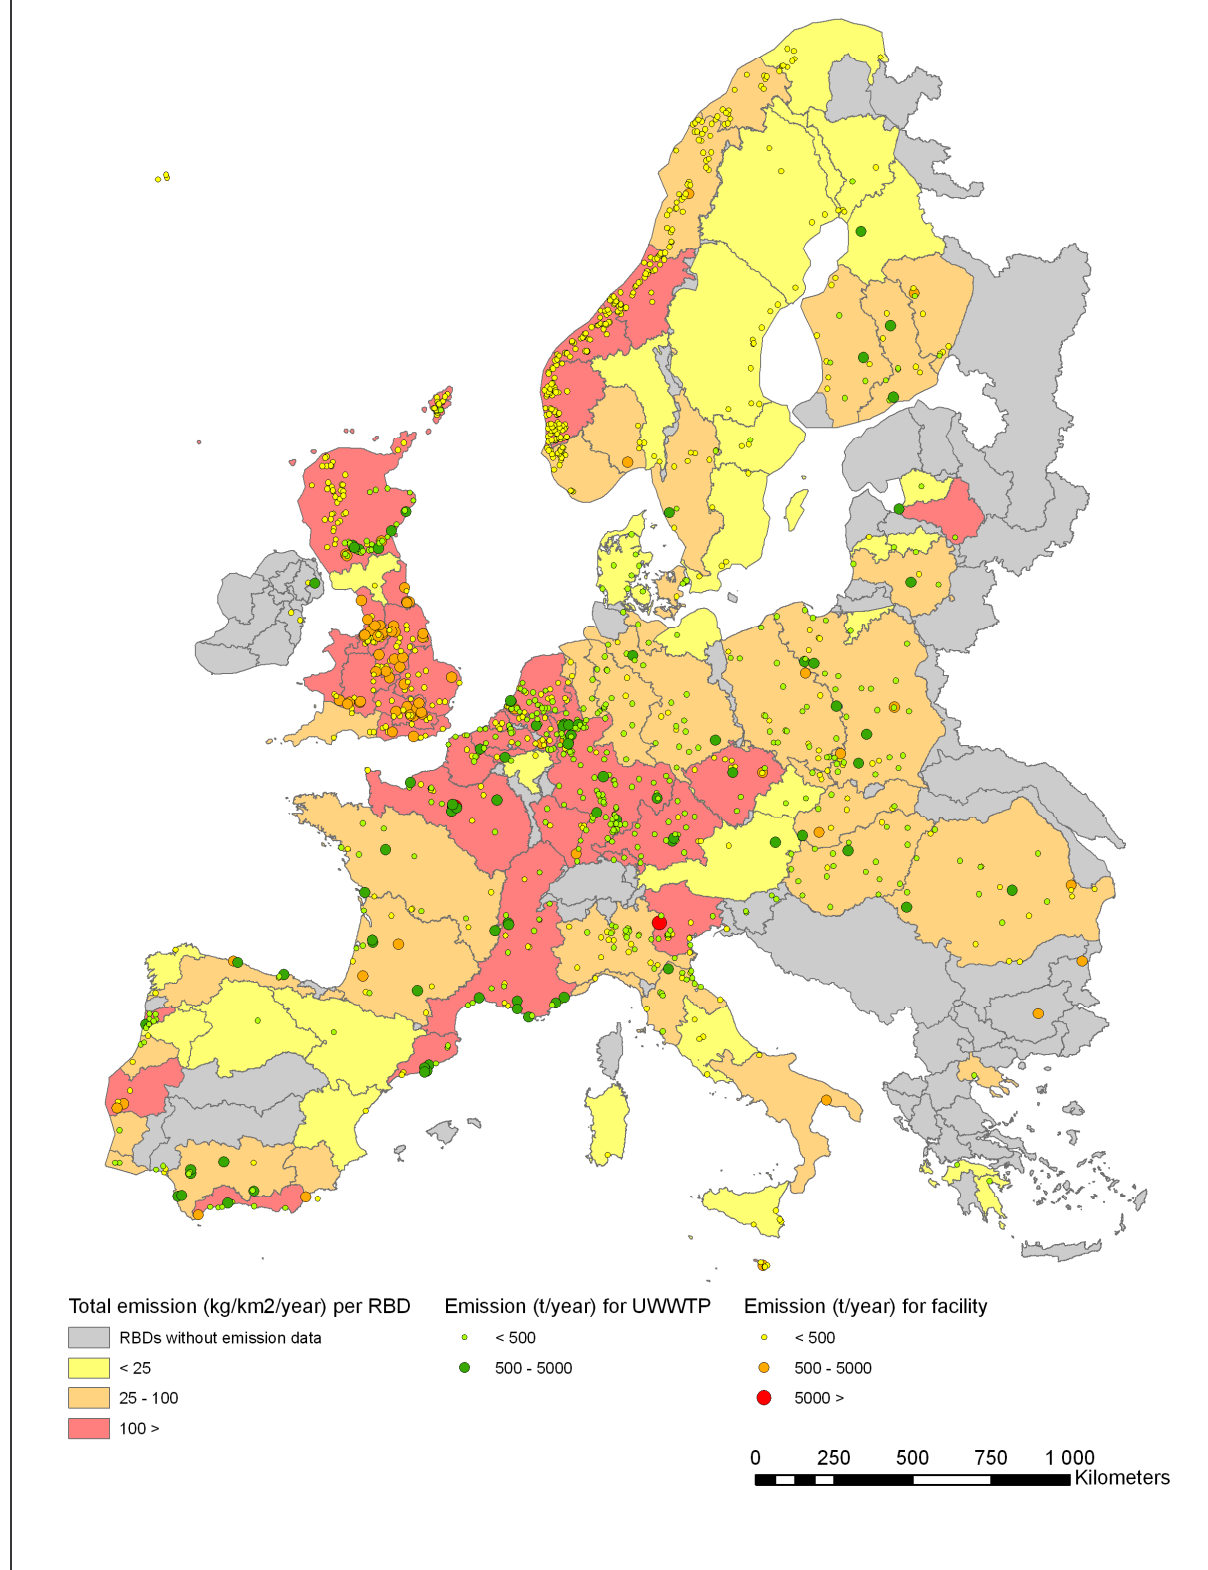 Total emission (kg/km2/year) per RBD
RBDs without emission data
< 25
25 - 100
100 >
Emission (t/year) for UWWTP
< 500
500 - 5000
Emission (t/year) for facility
< 500
500 - 5000
5000 >
0 250 500 750 1 000
Kilometers